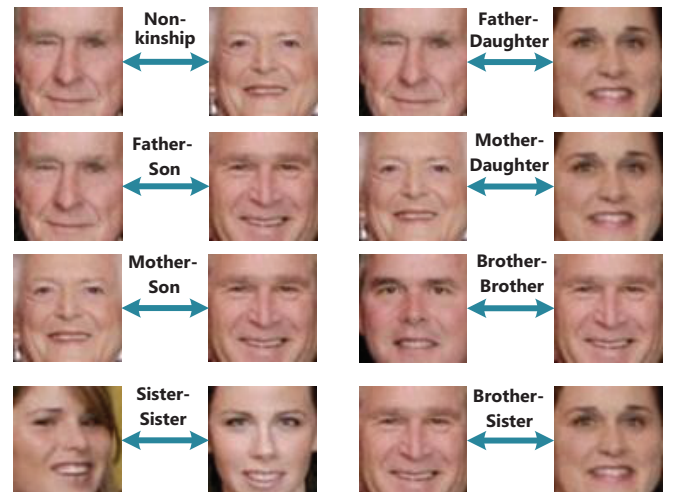 Non-
kinship
Father-
Daughter
Father-
Son
Mother-
Daughter
Mother-
Son
Brother-
Brother
Sister-
Sister
Brother-
Sister